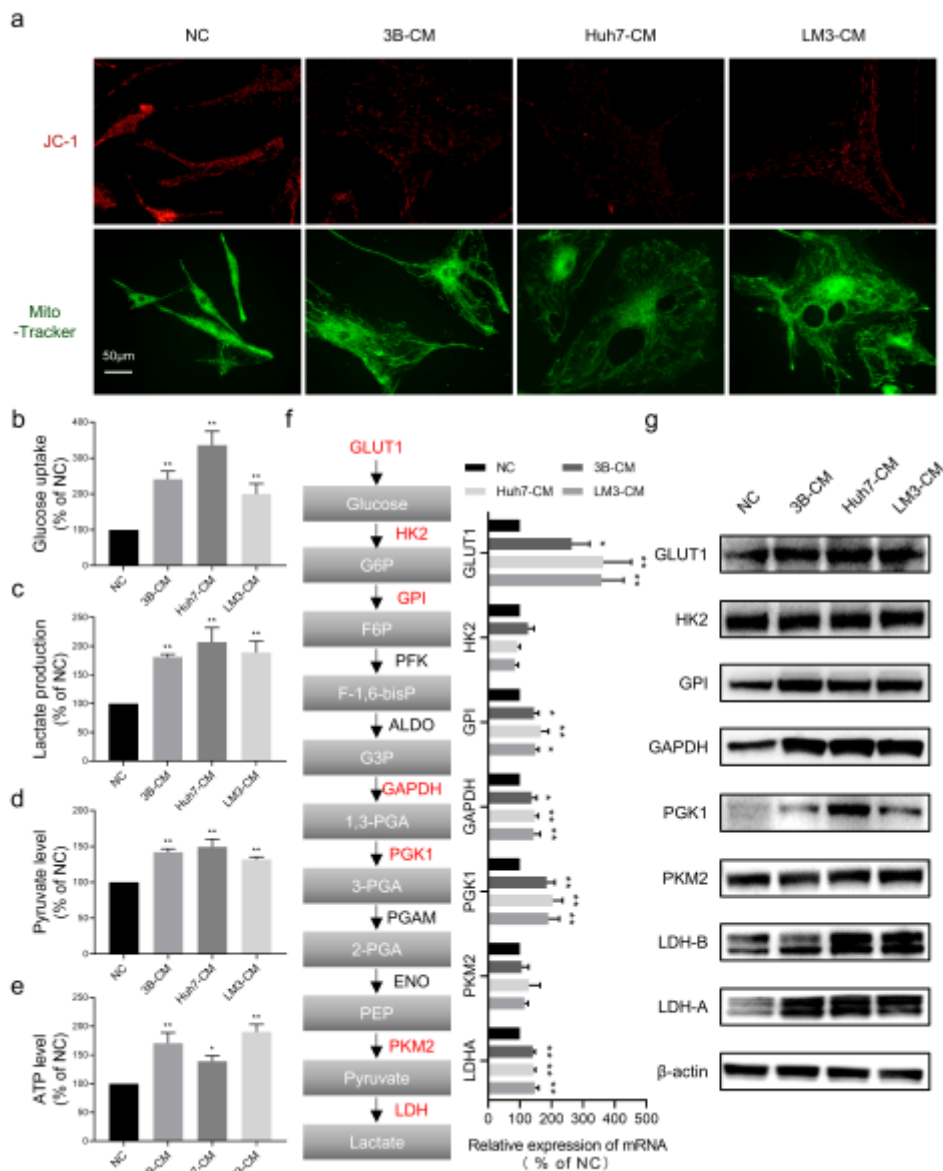 a
NC
3B-CM
Huh7-CM
LM3-CM
JC-1
Mito
-Tracker
50μm
b
Glucose uptake
(% of NC)
400
300
200
100
0
**
**
**
NC
3B-CM
Huh7-CM
LM3-CM
c
Lactate production
(% of NC)
250
200
150
100
50
0
**
**
**
NC
3B-CM
Huh7-CM
LM3-CM
d
Pyruvate level
(% of NC)
200
150
100
50
0
**
**
**
NC
3B-CM
Huh7-CM
LM3-CM
e
ATP level
(% of NC)
250
200
150
100
50
0
**
*
**
NC
3B-CM
f
GLUT1
Glucose
HK2
G6P
GPI
F6P
PFK
F-1,6-bisP
ALDO
G3P
GAPDH
1,3-PGA
PGK1
3-PGA
PGAM
2-PGA
ENO
PEP
PKM2
Pyruvate
LDH
Lactate
NC
3B-CM
Huh7-CM
LM3-CM
GLUT1
*
**
**
HK2
GPI
*
**
*
GAPDH
*
**
**
PGK1
**
**
**
PKM2
LDHA
**
**
**
0 100 200 300 400 500
Relative expression of mRNA
( % of NC)
g
NC
3B-CM
Huh7-CM
LM3-CM
GLUT1
HK2
GPI
GAPDH
PGK1
PKM2
LDH-B
LDH-A
β-actin